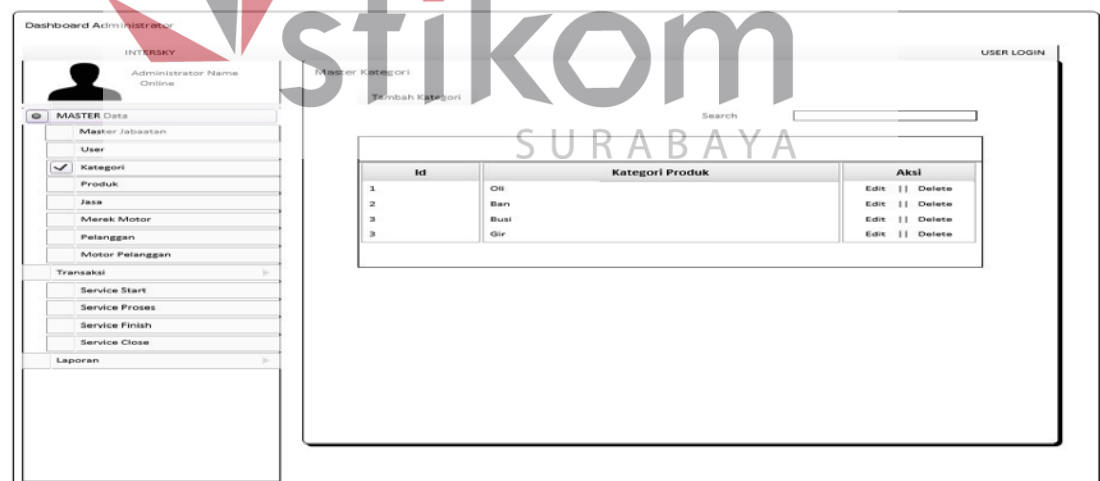 stikom
SURABAYA
Dashboard Administrator
INTERSKY
USER LOGIN
Administrator Name
Online
MASTER Data
Master Jabaatan
User
Kategori
Produk
Jasa
Merek Motor
Pelanggan
Motor Pelanggan
Transaksi
Service Start
Service Proses
Service Finish
Service Close
Laporan
Master Kategori
Tambah Kategori
Search
Id Kategori Produk Aksi
1 Oli Edit || Delete
2 Ban Edit || Delete
3 Busi Edit || Delete
3 Gir Edit || Delete